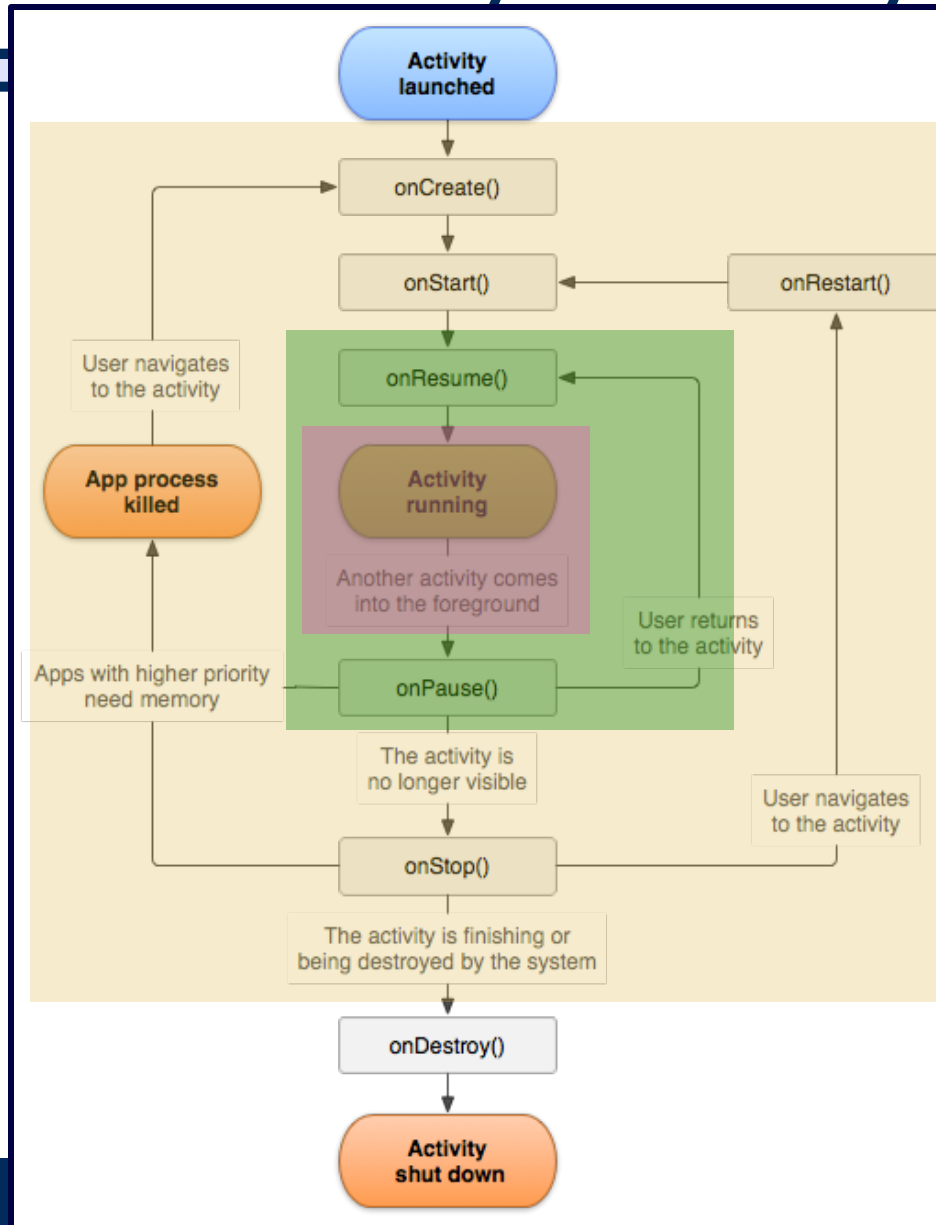 Activity
launched
onCreate()
onStart()
onRestart()
onResume()
User navigates
to the activity
App process
killed
Activity
running
Another activity comes
into the foreground
User returns
to the activity
Apps with higher priority
need memory
onPause()
The activity is
no longer visible
User navigates
to the activity
onStop()
The activity is finishing or
being destroyed by the system
onDestroy()
Activity
shut down